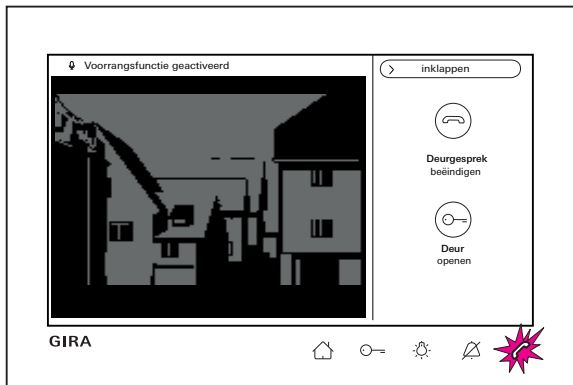 Voorrangsfunctie geactiveerd
inklappen
Deurgesprek
beëindigen
Deur
openen
GIRA